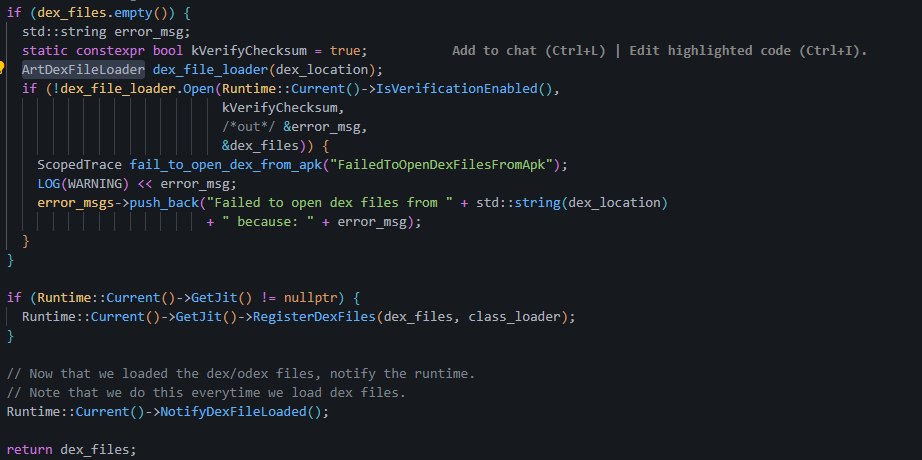 if (dex_files.empty()) {
std::string error_msg;
static constexpr bool kVerifyChecksum = true; Add to chat (Ctrl+L) | Edit highlighted code (Ctrl+I).
ArtDexFileLoader dex_file_loader(dex_location);
if (!dex_file_loader.Open(Runtime::Current()->IsVerificationEnabled(),
kVerifyChecksum,
/*out*/ &error_msg,
&dex_files)) {
ScopedTrace fail_to_open_dex_from_apk("FailedToOpenDexFilesFromApk");
LOG(WARNING) << error_msg;
error_msgs->push_back("Failed to open dex files from " + std::string(dex_location)
+ " because: " + error_msg);
}
}
if (Runtime::Current()->GetJit() != nullptr) {
Runtime::Current()->GetJit()->RegisterDexFiles(dex_files, class_loader);
}
// Now that we loaded the dex/odex files, notify the runtime.
// Note that we do this everytime we load dex files.
Runtime::Current()->NotifyDexFileLoaded();
return dex_files;